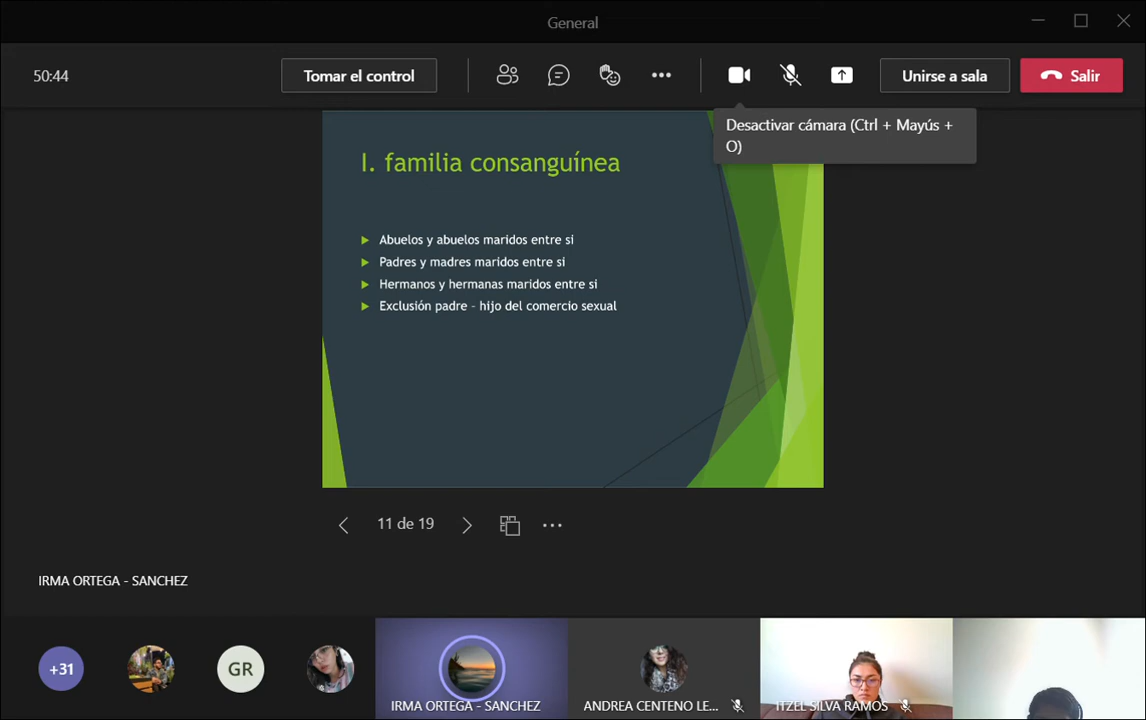 General
50:44
Tomar el control
Unirse a sala
Salir
Desactivar cámara (Ctrl + Mayús +
O)
I. familia consanguínea
Abuelos y abuelos maridos entre si
Padres y madres maridos entre si
Hermanos y hermanas maridos entre si
Exclusión padre – hijo del comercio sexual
11 de 19
IRMA ORTEGA - SANCHEZ
+31
GR
IRMA ORTEGA - SANCHEZ
ANDREA CENTENO LE...
ITZEL SILVA RAMOS